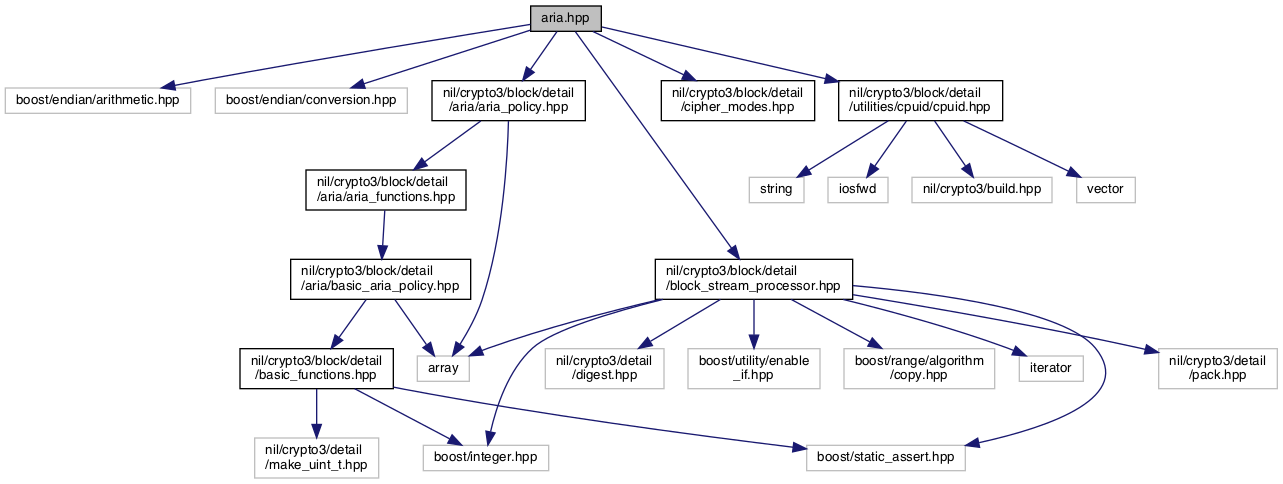 aria.hpp
boost/endian/arithmetic.hpp
boost/endian/conversion.hpp
nil/crypto3/block/detail
/aria/aria_policy.hpp
nil/crypto3/block/detail
/cipher_modes.hpp
nil/crypto3/block/detail
/utilities/cpuid/cpuid.hpp
nil/crypto3/block/detail
/aria/aria_functions.hpp
string
iosfwd
nil/crypto3/build.hpp
vector
nil/crypto3/block/detail
/aria/basic_aria_policy.hpp
nil/crypto3/block/detail
/block_stream_processor.hpp
nil/crypto3/block/detail
/basic_functions.hpp
array
nil/crypto3/detail
/digest.hpp
boost/utility/enable
_if.hpp
boost/range/algorithm
/copy.hpp
iterator
nil/crypto3/detail
/pack.hpp
nil/crypto3/detail
/make_uint_t.hpp
boost/integer.hpp
boost/static_assert.hpp